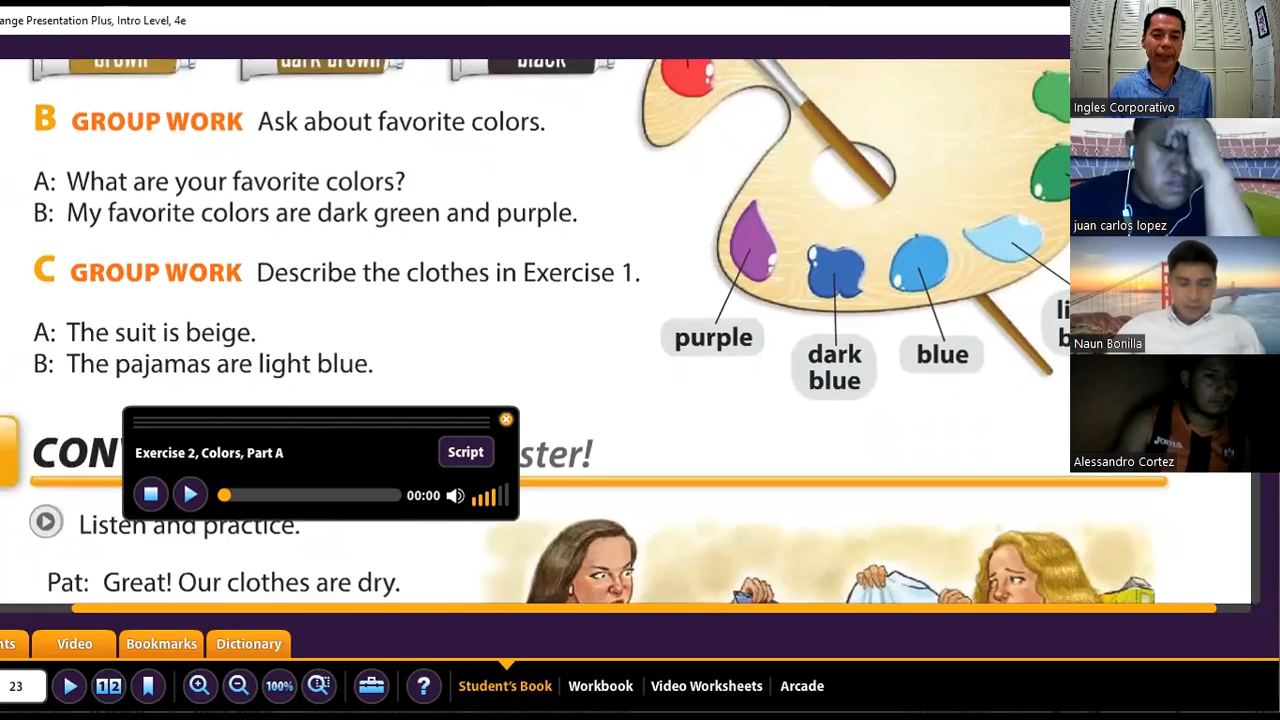 ange Presentation Plus, Intro Level, 4e
brown
dark brown
black
B GROUP WORK Ask about favorite colors.
A: What are your favorite colors?
B: My favorite colors are dark green and purple.
C GROUP WORK Describe the clothes in Exercise 1.
A: The suit is beige.
B: The pajamas are light blue.
purple
dark
blue
blue
li
b
CON
ster!
Exercise 2, Colors, Part A
Script
00:00
Listen and practice.
Pat: Great! Our clothes are dry.
Ingles Corporativo
juan carlos lopez
Naun Bonilla
Joma
Alessandro Cortez
nts
Video
Bookmarks
Dictionary
23
12
100%
?
Student's Book
Workbook
Video Worksheets
Arcade